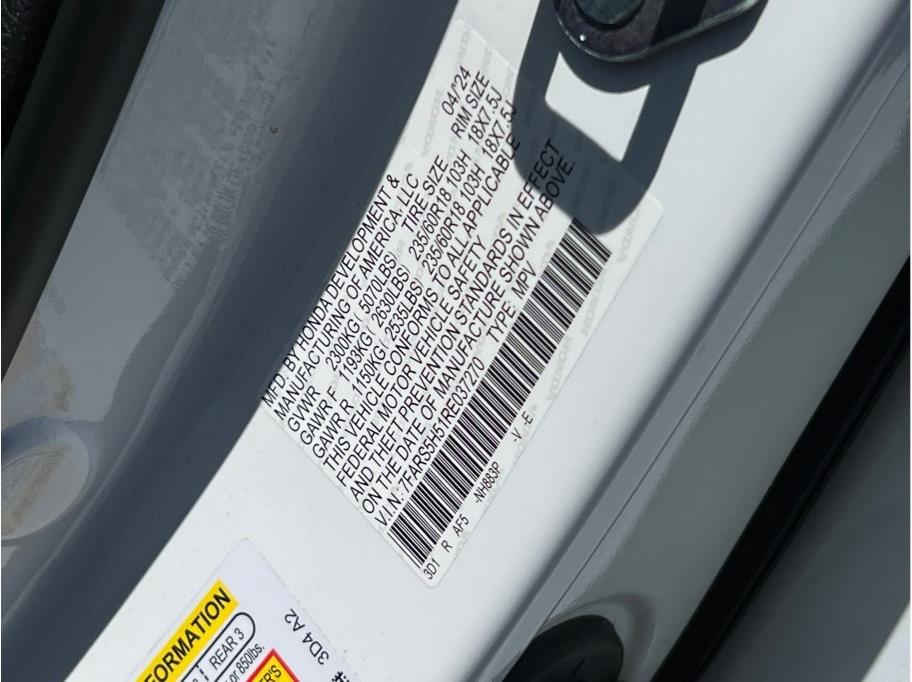 MFD. BY HONDA DEVELOPMENT & 04/'24
MANUFACTURING OF AMERICA, LLC
GVWR 2300KG 5070LBS TIRE SIZE RIM SIZE
GAWR F 1193KG 2630LBS 235/60R18 103H 18X7.5J
GAWR R 1150KG 2535LBS 235/60R18 103H 18X7.5J
THIS VEHICLE CONFORMS TO ALL APPLICABLE
FEDERAL MOTOR VEHICLE SAFETY
AND THEFT PREVENTION STANDARDS IN EFFECT
ON THE DATE OF MANUFACTURE SHOWN ABOVE.
V.I.N.: 7FARS5H51RE037270 TYPE: MPV
3D1 R AF5 -NH883P -V -E
FORMATION
REAR 3
or 850lbs.
ER'S
3D4 A2